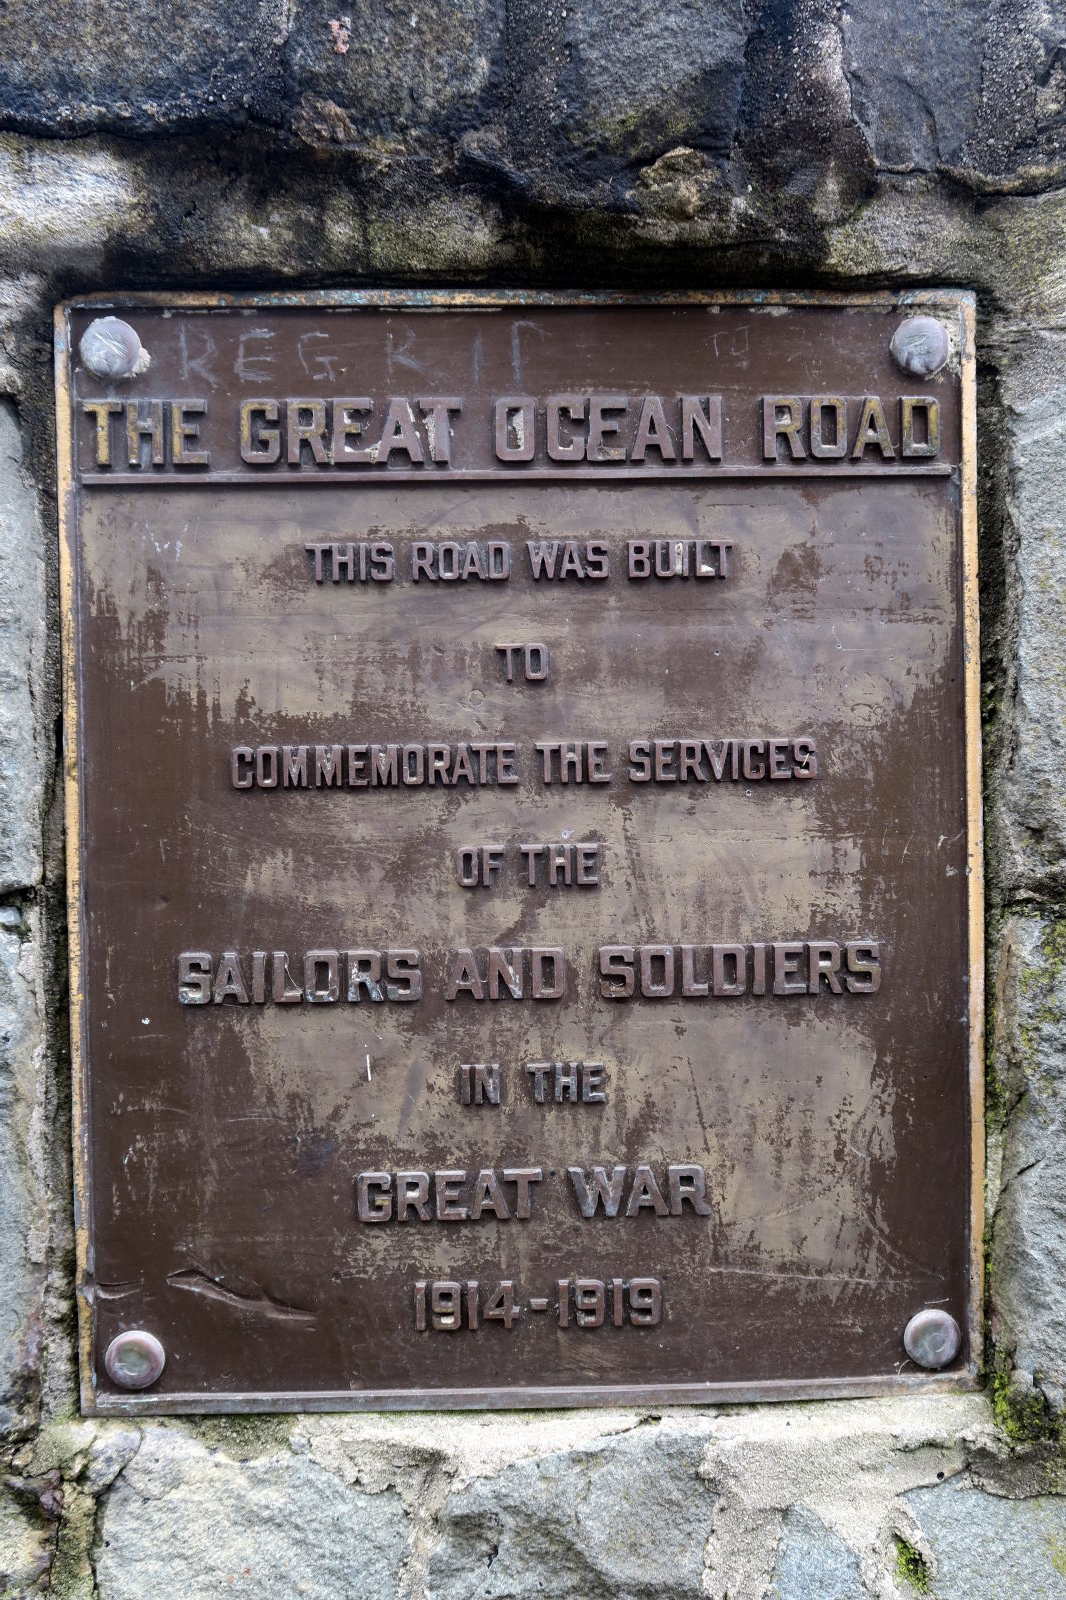 REG
THE GREAT OCEAN ROAD
THIS ROAD WAS BUILT
TO
COMMEMORATE THE SERVICES
OF THE
SAILORS AND SOLDIERS
IN THE
GREAT WAR
1914-1919